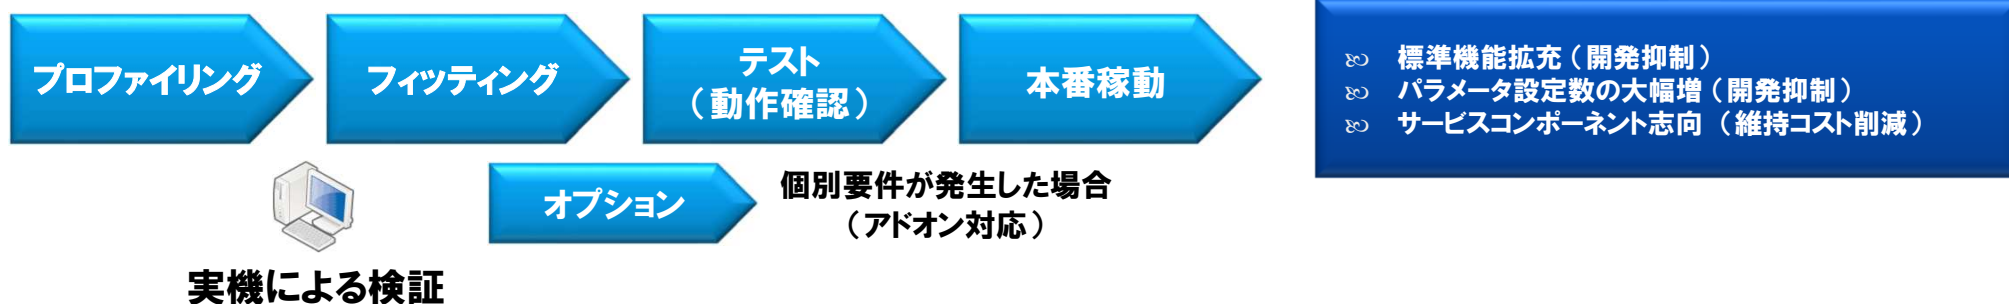 プロファイリング
フィッティング
テスト
（動作確認）
本番稼動
標準機能拡充（開発抑制）
パラメータ設定数の大幅増（開発抑制）
サービスコンポーネント志向（維持コスト削減）
オプション
個別要件が発生した場合
（アドオン対応）
実機による検証